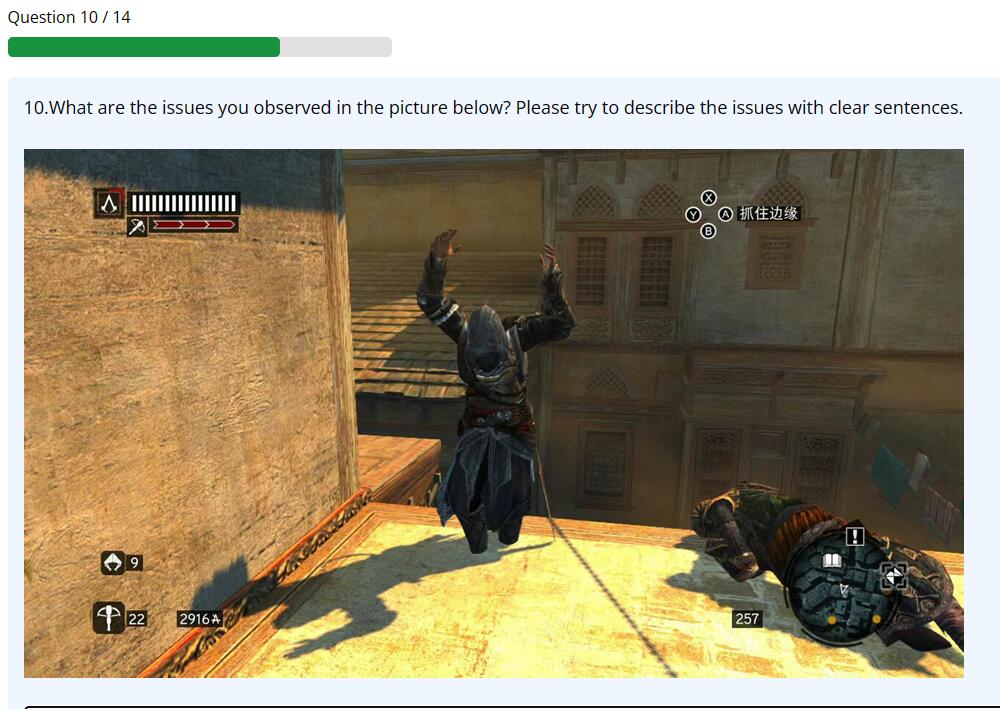 Question 10 / 14
10.What are the issues you observed in the picture below? Please try to describe the issues with clear sentences.
X
Y A 抓住边缘
B
9
22 2916
257
!